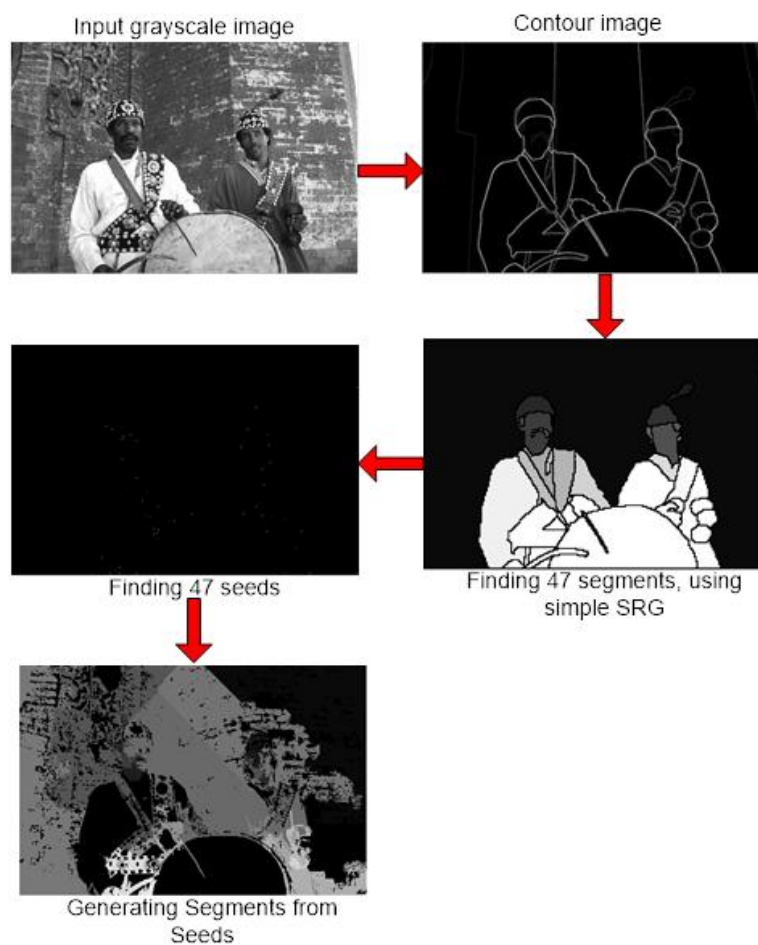 Input grayscale image
Contour image
Finding 47 seeds
Finding 47 segments, using
simple SRG
Generating Segments from
Seeds